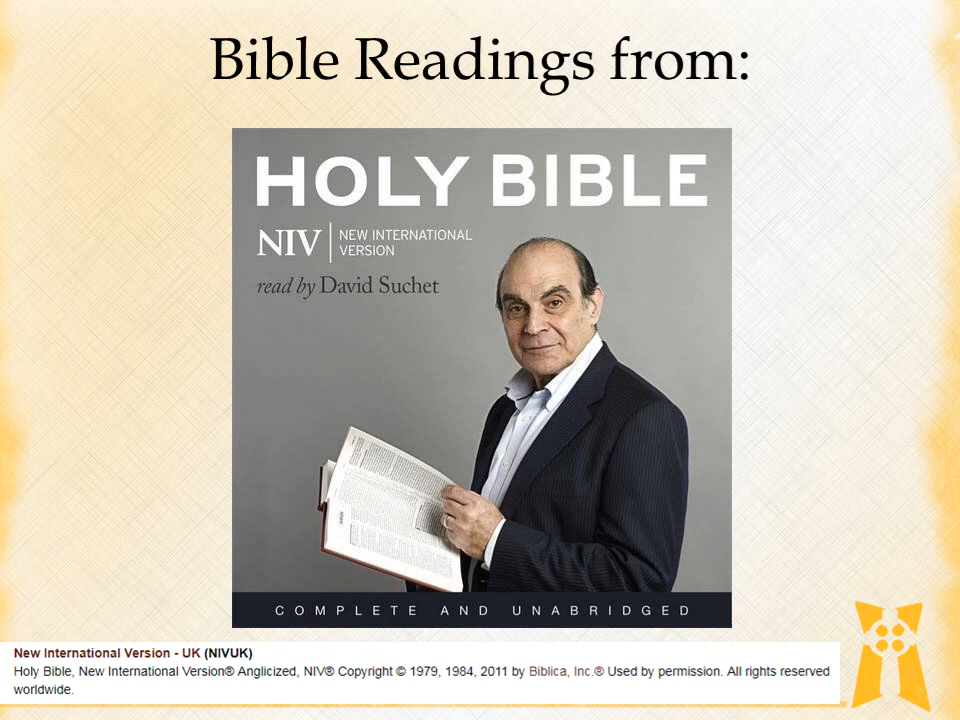 Bible Readings from:
HOLY BIBLE
NIV | NEW INTERNATIONAL
VERSION
read by David Suchet
COMPLETE AND UNABRIDGED
New International Version - UK (NIVUK)
Holy Bible, New International Version® Anglicized, NIV® Copyright © 1979, 1984, 2011 by Biblica, Inc.® Used by permission. All rights reserved
worldwide.